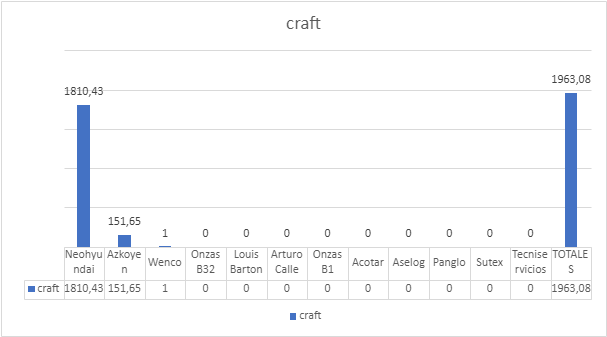 craft
1810,43
151,65
1
0
0
0
0
0
0
0
0
0
1963,08
Neohyu
ndai
Azkoye
n
Wenco
Onzas
B32
Louis
Barton
Arturo
Calle
Onzas
B1
Acotar
Aselog
Panglo
Sutex
Tecnise
rvicios
TOTALE
S
craft 1810,43 151,65 1 0 0 0 0 0 0 0 0 0 1963,08
craft